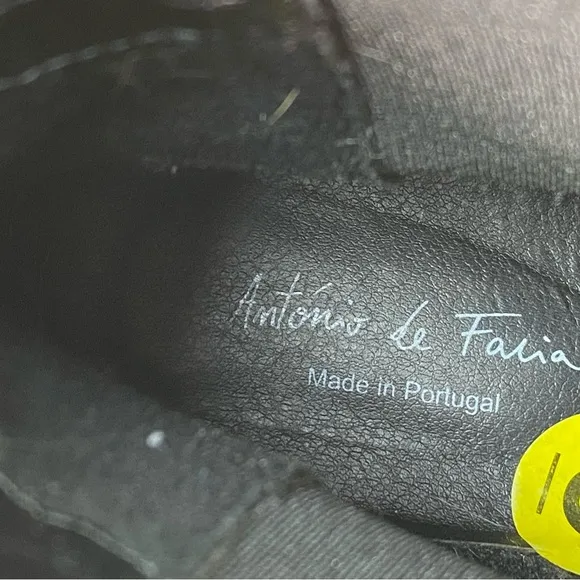 António de Faria
Made in Portugal